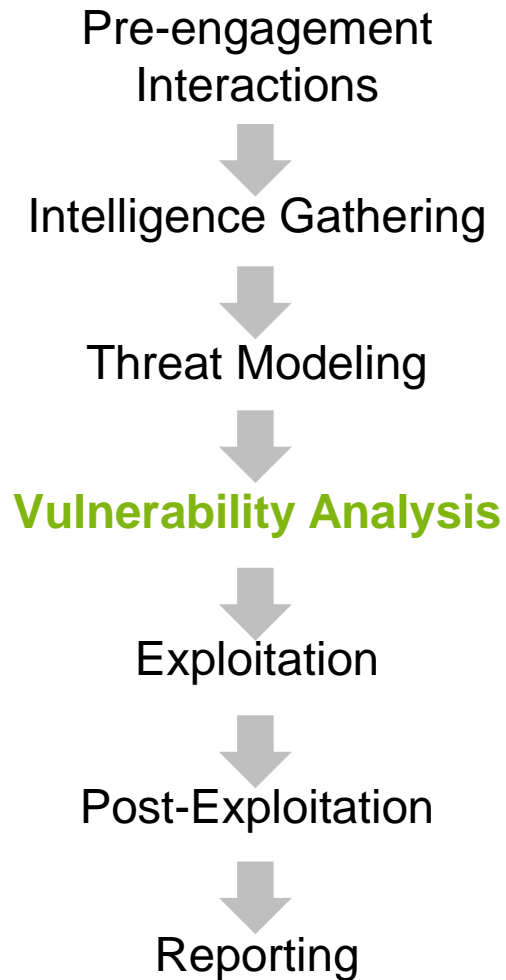 Pre-engagement
Interactions
Intelligence Gathering
Threat Modeling
Vulnerability Analysis
Exploitation
Post-Exploitation
Reporting